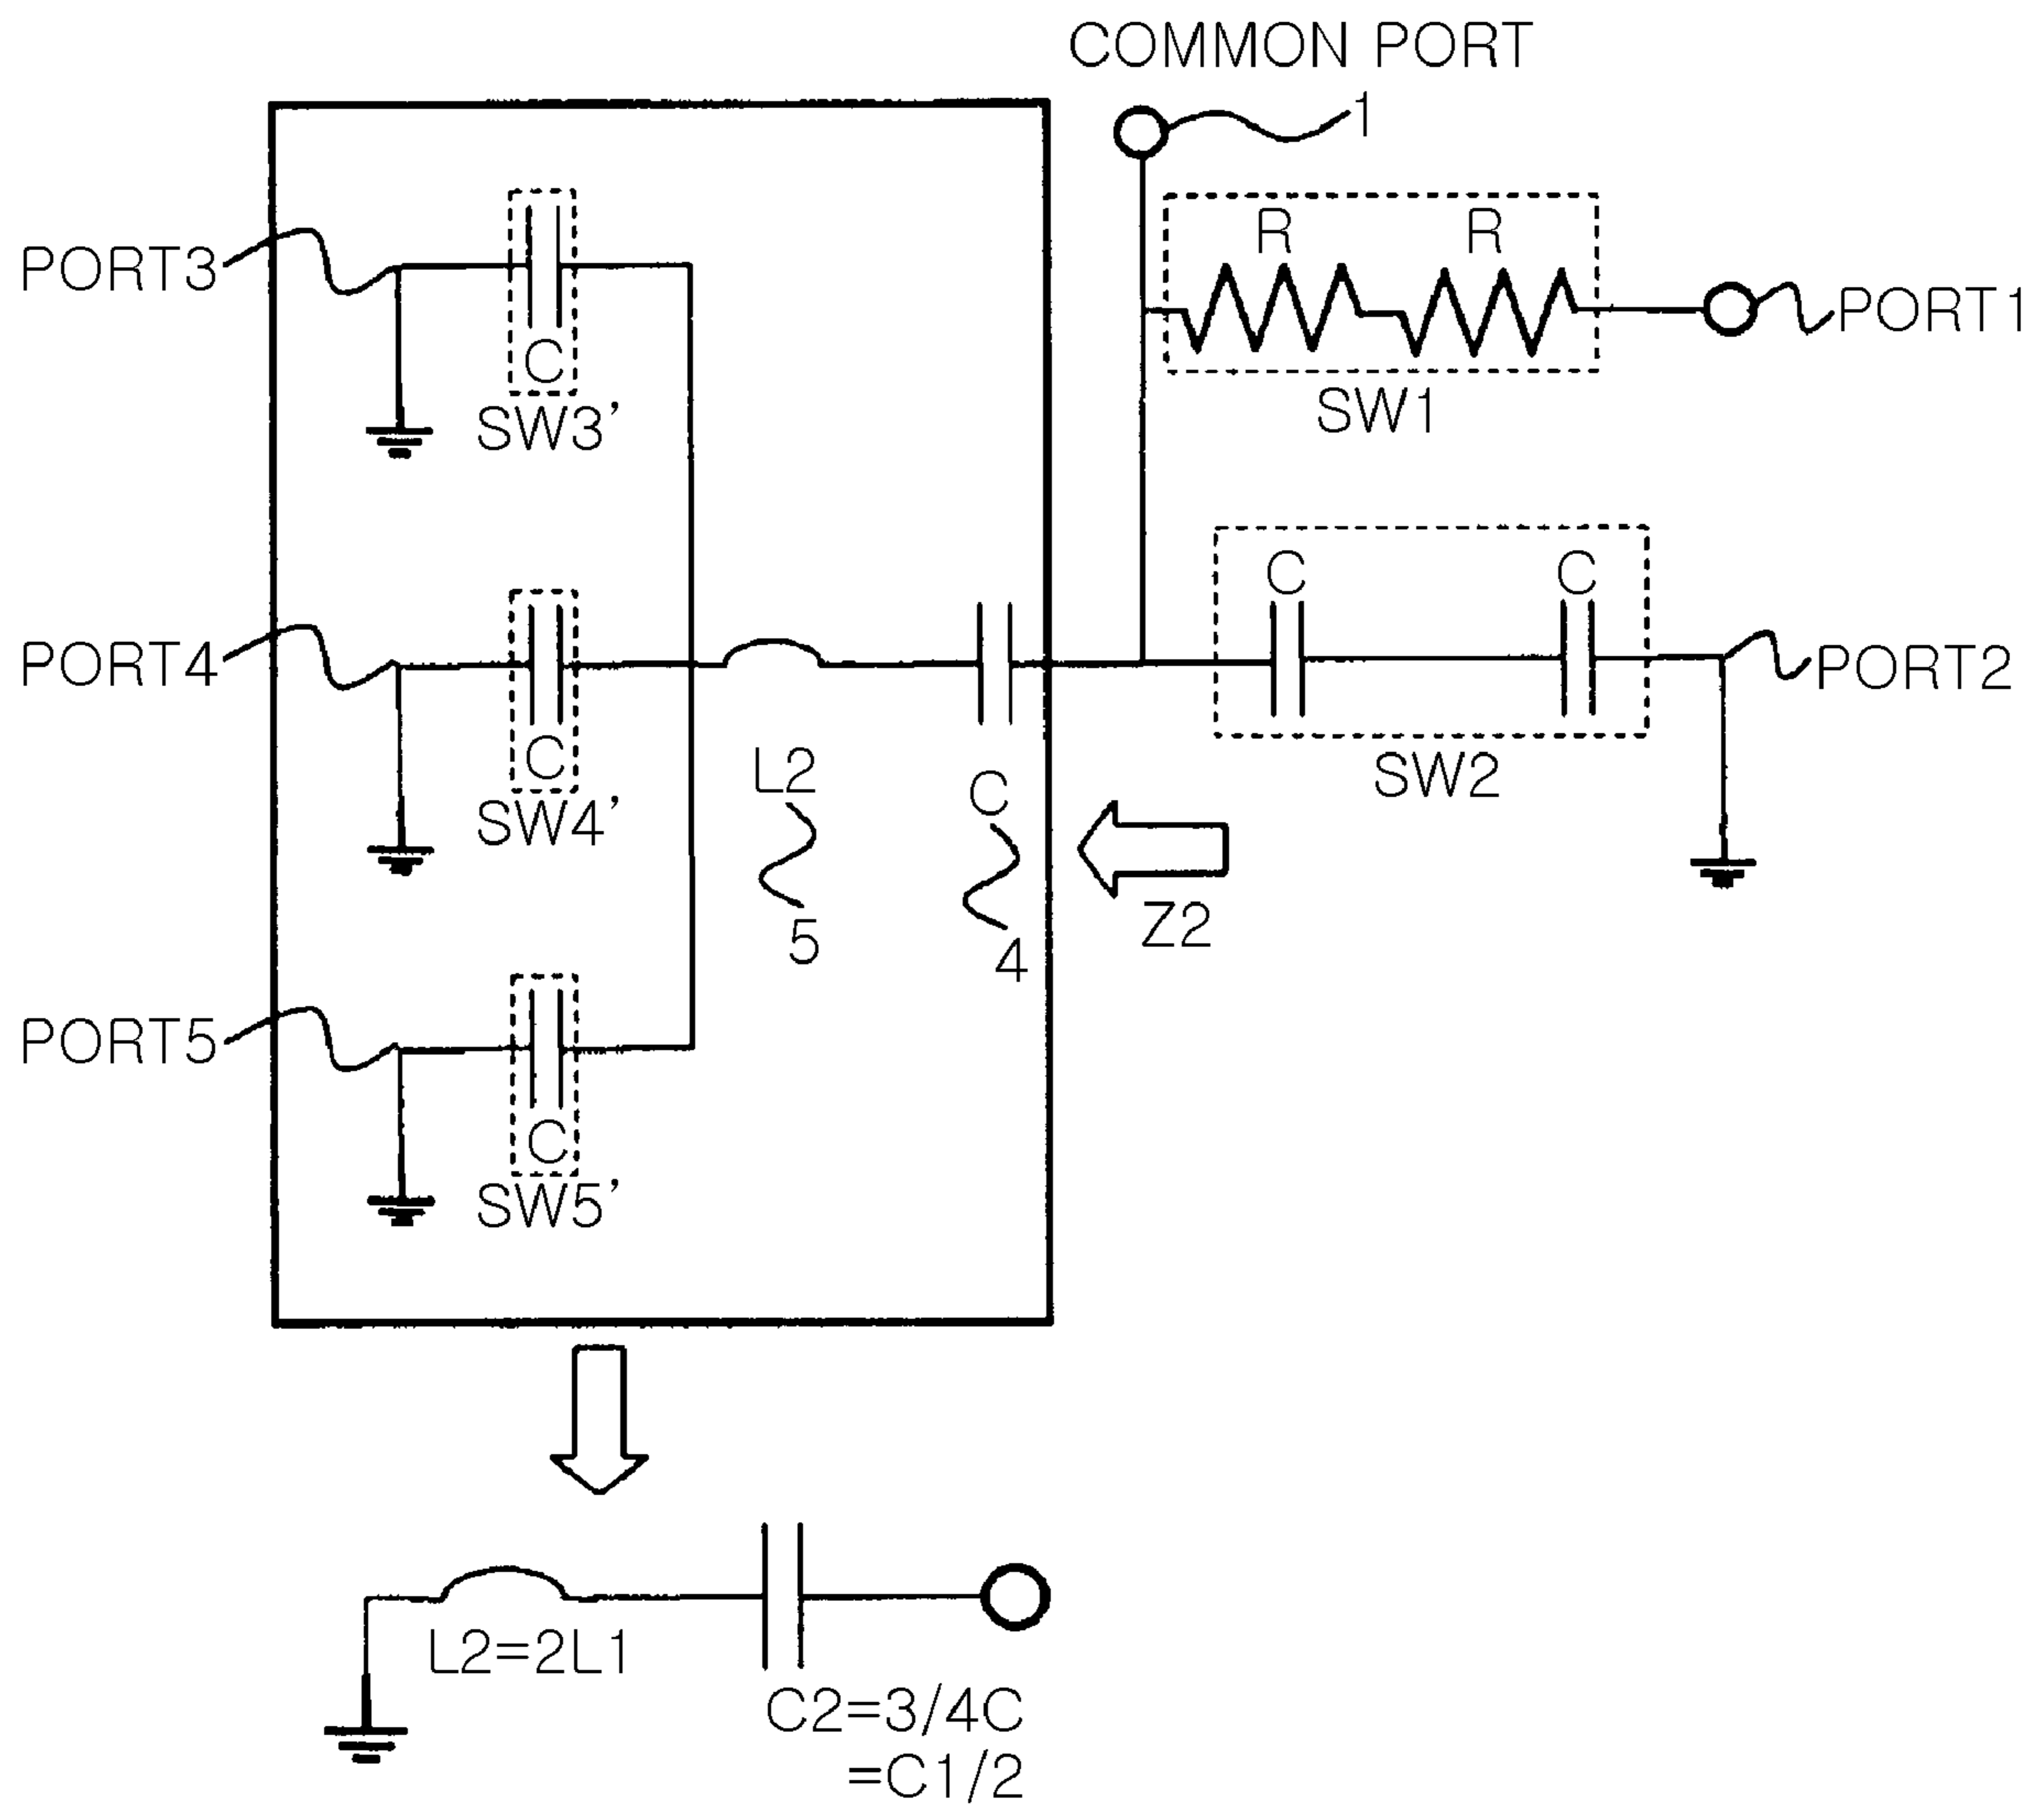 COMMON PORT
1
R R
PORT3
PORT1
C
SW3’
SW1
C C
PORT4
PORT2
C
L2
SW2
SW4’
C
5
Z2
4
PORT5
C
SW5’
L2=2L1
C2=3/4C
=C1/2